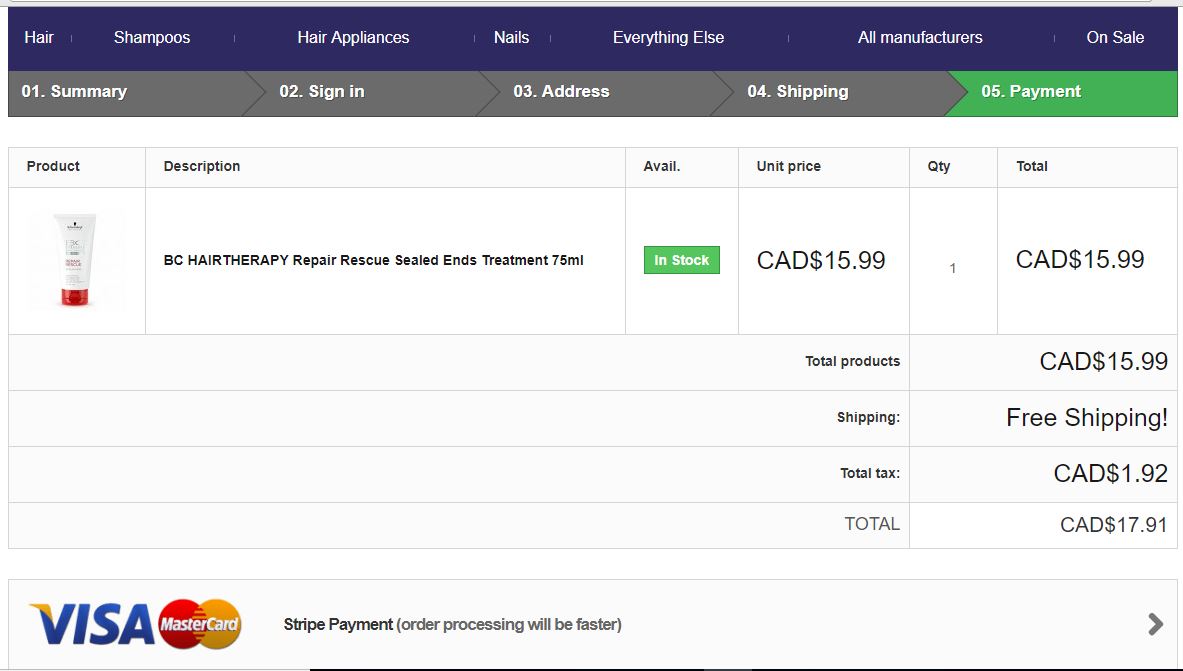 Hair Shampoos Hair Appliances Nails Everything Else All manufacturers On Sale
01. Summary 02. Sign in 03. Address 04. Shipping 05. Payment
Product Description Avail. Unit price Qty Total
BC HAIRTHERAPY Repair Rescue Sealed Ends Treatment 75ml In Stock CAD$15.99 1 CAD$15.99
Total products CAD$15.99
Shipping: Free Shipping!
Total tax: CAD$1.92
TOTAL CAD$17.91
VISA MasterCard Stripe Payment (order processing will be faster)